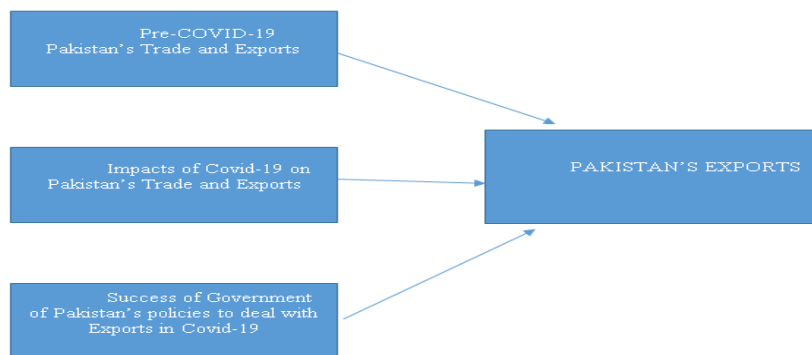 Pre-COVID-19
Pakistan's Trade and Exports
Impacts of Covid-19 on
Pakistan's Trade and Exports
PAKISTAN'S EXPORTS
Success of Government
of Pakistan's policies to deal with
Exports in Covid-19